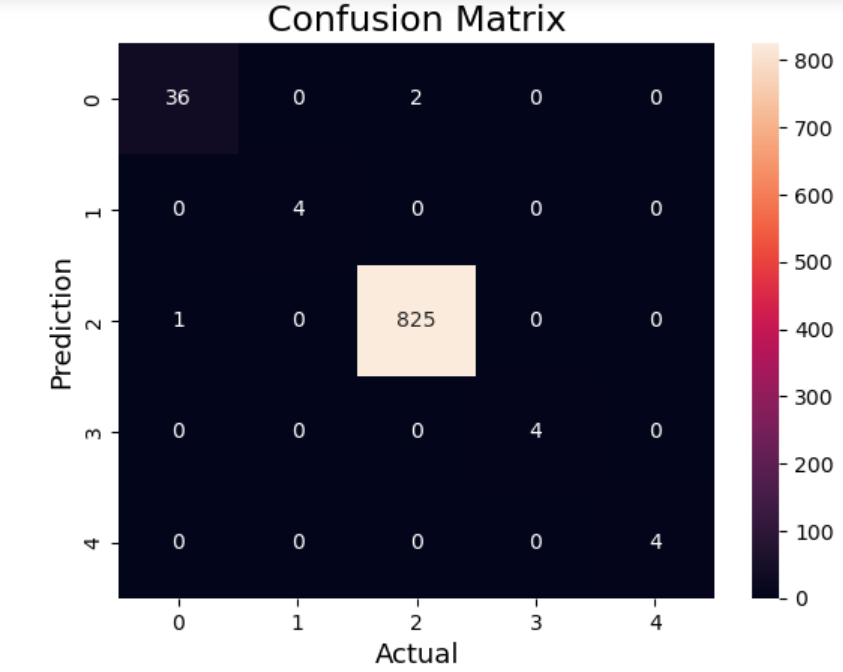 Confusion Matrix
0 36 0 2 0 0
1 0 4 0 0 0
2 1 0 825 0 0
3 0 0 0 4 0
4 0 0 0 0 4
0 1 2 3 4
Prediction
Actual
800
700
600
500
400
300
200
100
0